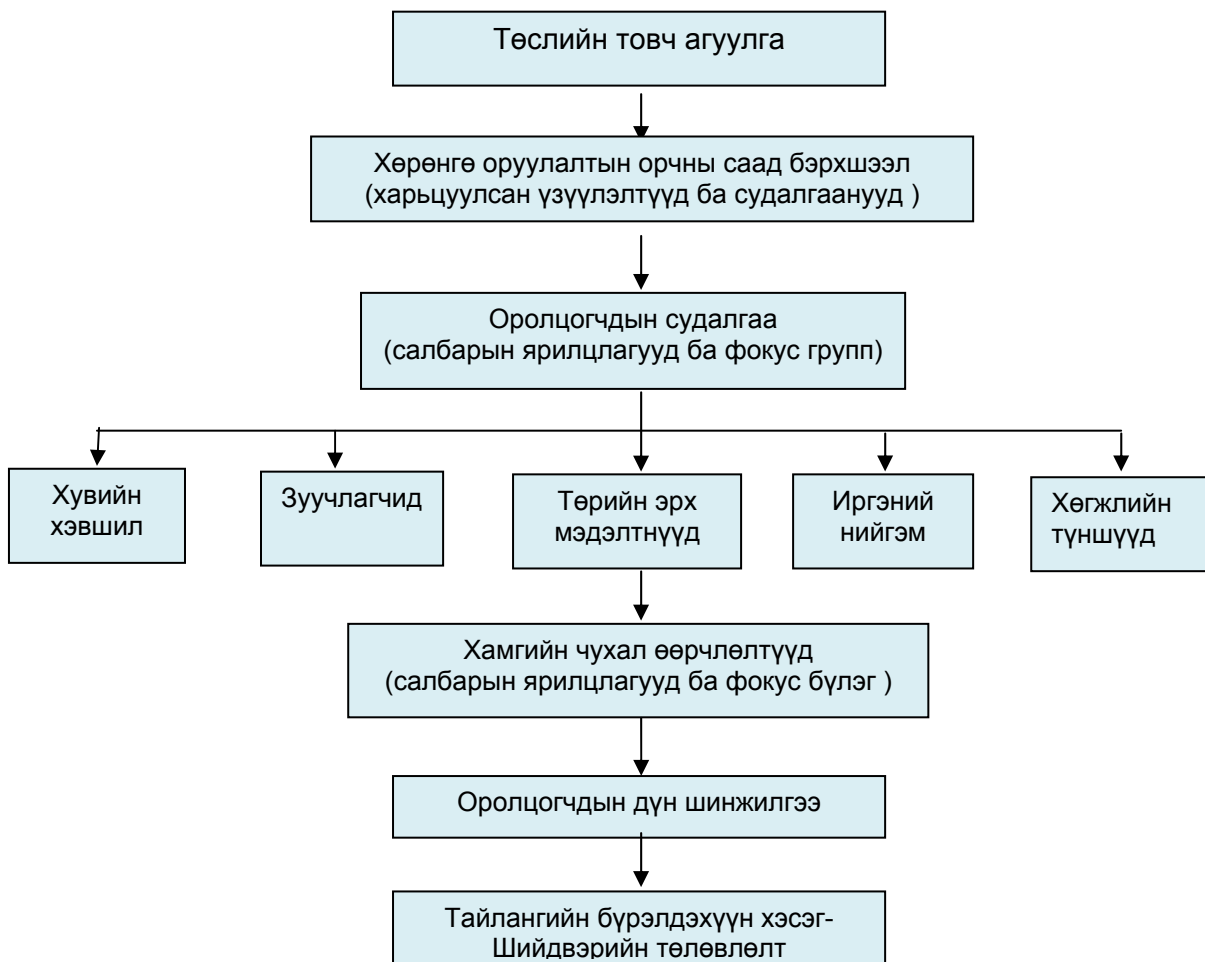 Төслийн товч агуулга
Хөрөнгө оруулалтын орчны саад бэрхшээл
(харьцуулсан үзүүлэлтүүд ба судалгаанууд )
Оролцогчдын судалгаа
(салбарын ярилцлагууд ба фокус групп)
Хувийн
хэвшил
Зуучлагчид
Төрийн эрх
мэдэлтнүүд
Иргэний
нийгэм
Хөгжлийн
түншүүд
Хамгийн чухал өөрчлөлтүүд
(салбарын ярилцлагууд ба фокус бүлэг )
Оролцогчдын дүн шинжилгээ
Тайлангийн бүрэлдэхүүн хэсэг-
Шийдвэрийн төлөвлөлт